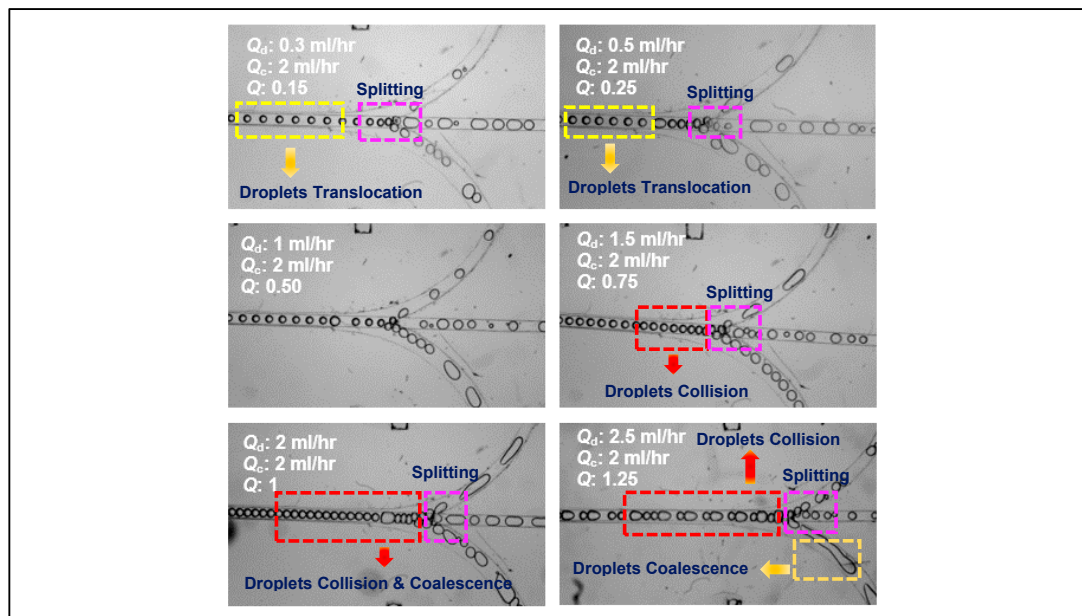 Qd: 0.3 ml/hr
Qc: 2 ml/hr
Q: 0.15
Splitting
Droplets Translocation
Qd: 0.5 ml/hr
Qc: 2 ml/hr
Q: 0.25
Splitting
Droplets Translocation
Qd: 1 ml/hr
Qc: 2 ml/hr
Q: 0.50
Qd: 1.5 ml/hr
Qc: 2 ml/hr
Q: 0.75
Splitting
Droplets Collision
Qd: 2 ml/hr
Qc: 2 ml/hr
Q: 1
Splitting
Droplets Collision & Coalescence
Qd: 2.5 ml/hr
Droplets Collision
Qc: 2 ml/hr
Q: 1.25
Splitting
Droplets Coalescence